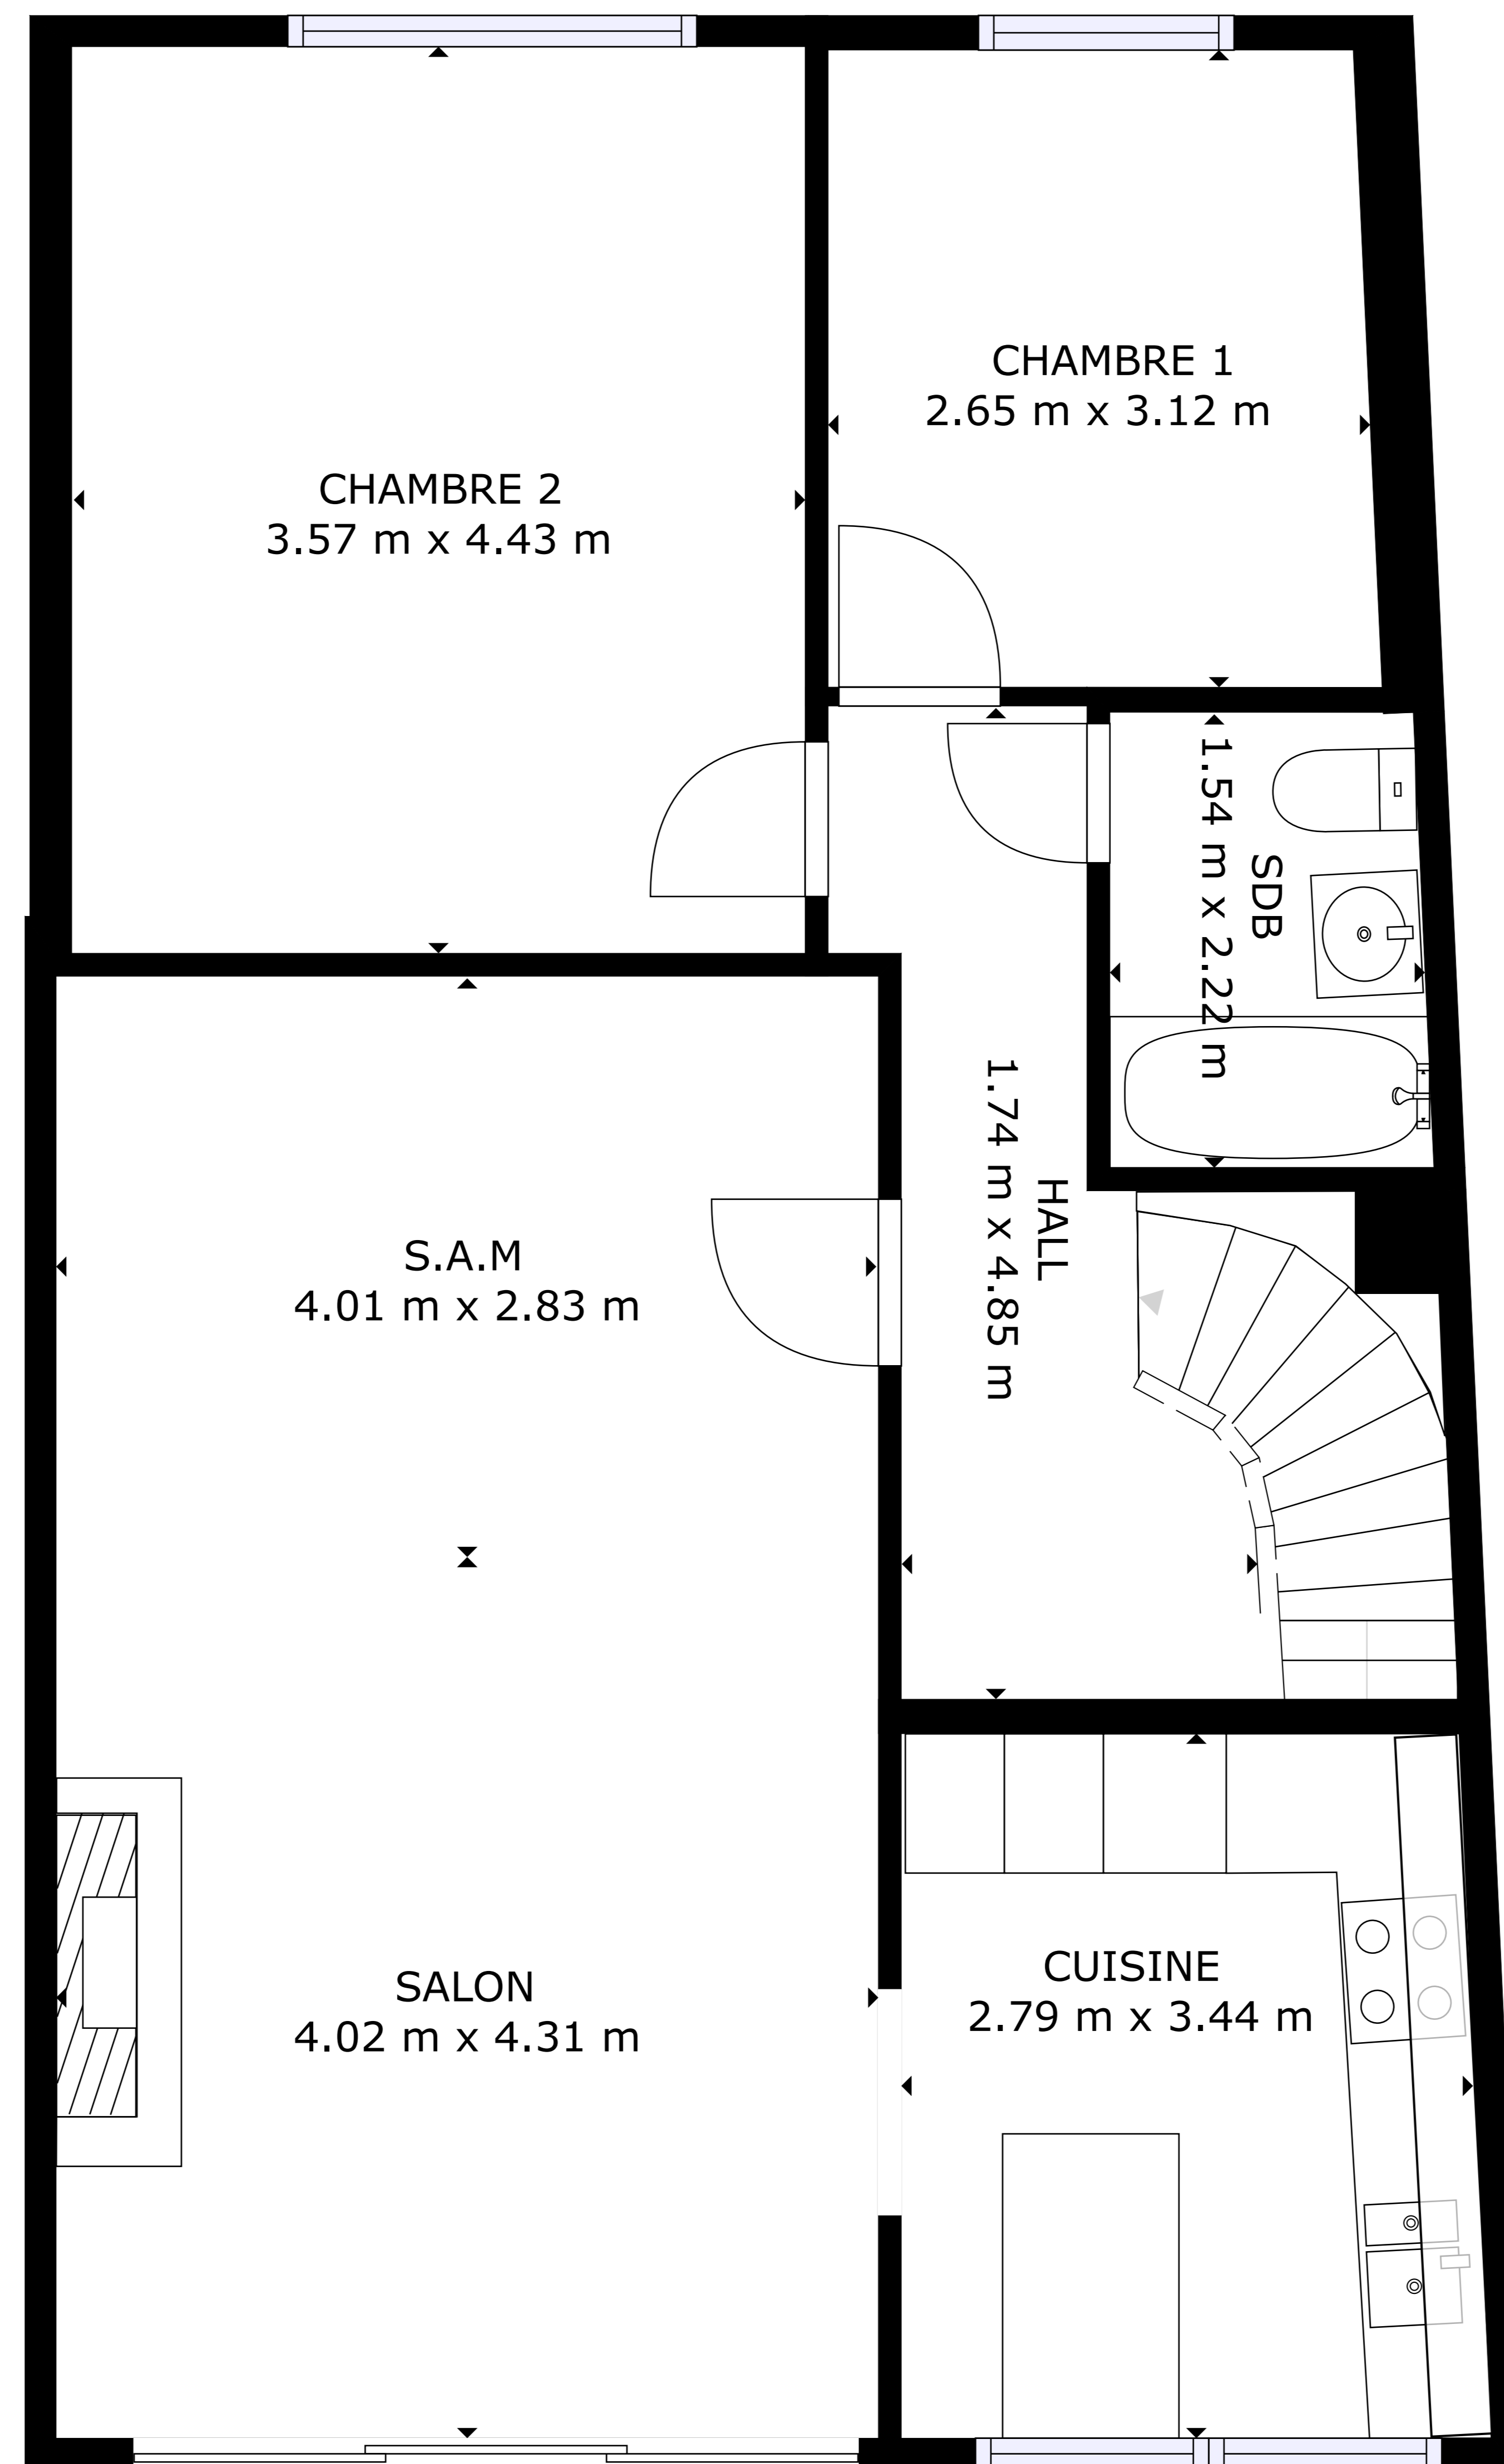 CHAMBRE 1
2.65 m x 3.12 m
CHAMBRE 2
3.57 m x 4.43 m
SDB
1.54 m x 2.22 m
HALL
1.74 m x 4.85 m
S.A.M
4.01 m x 2.83 m
SALON
4.02 m x 4.31 m
CUISINE
2.79 m x 3.44 m